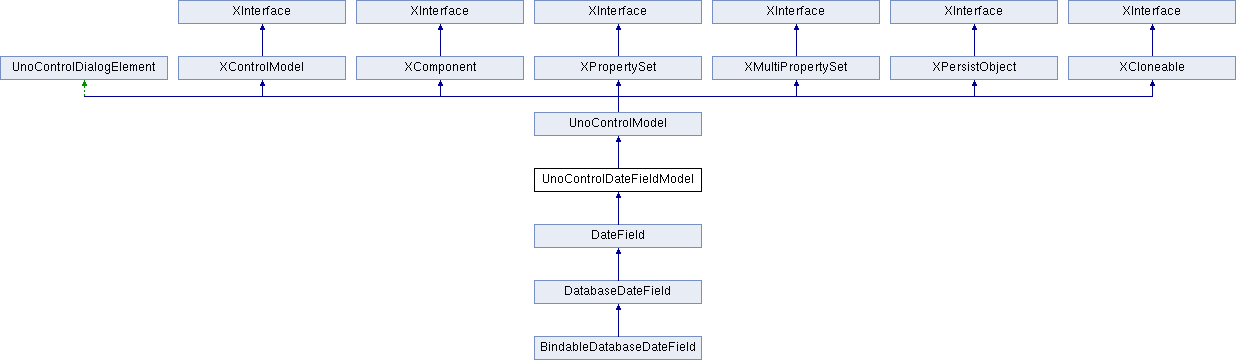 XInterface XInterface XInterface XInterface XInterface XInterface
UnoControlDialogElement XControlModel XComponent XPropertySet XMultiPropertySet XPersistObject XCloneable
UnoControlModel
UnoControlDateFieldModel
DateField
DatabaseDateField
BindableDatabaseDateField